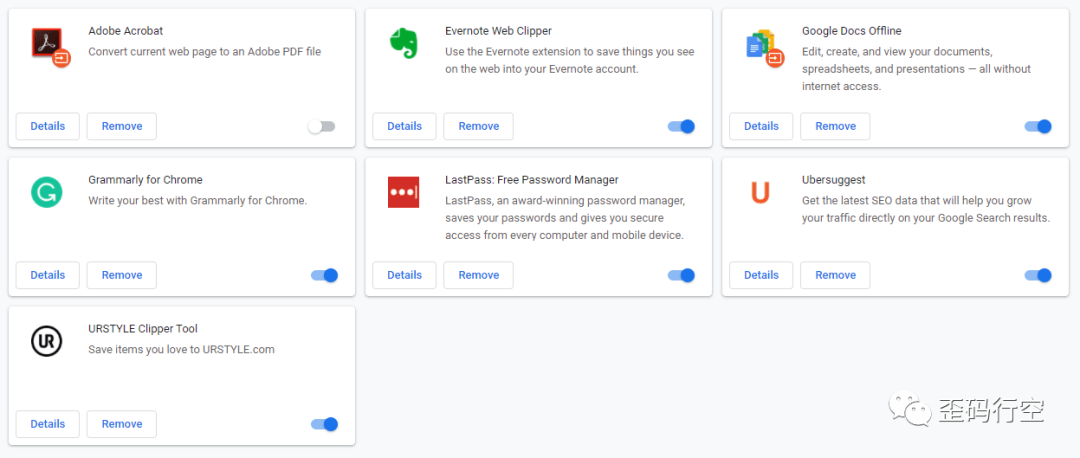 Adobe Acrobat
Convert current web page to an Adobe PDF file
Details
Remove
Evernote Web Clipper
Use the Evernote extension to save things you see
on the web into your Evernote account.
Details
Remove
Google Docs Offline
Edit, create, and view your documents,
spreadsheets, and presentations — all without
internet access.
Details
Remove
Grammarly for Chrome
Write your best with Grammarly for Chrome.
Details
Remove
LastPass: Free Password Manager
LastPass, an award-winning password manager,
saves your passwords and gives you secure
access from every computer and mobile device.
Details
Remove
U
Ubersuggest
Get the latest SEO data that will help you grow
your traffic directly on your Google Search results.
Details
Remove
UR
URSTYLE Clipper Tool
Save items you love to URSTYLE.com
Details
Remove
歪码行空